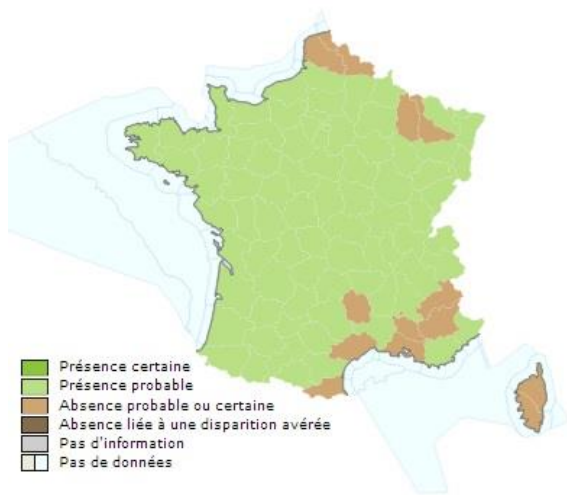 Présence certaine
Présence probable
Absence probable ou certaine
Absence liée à une disparition avérée
Pas d'information
Pas de données